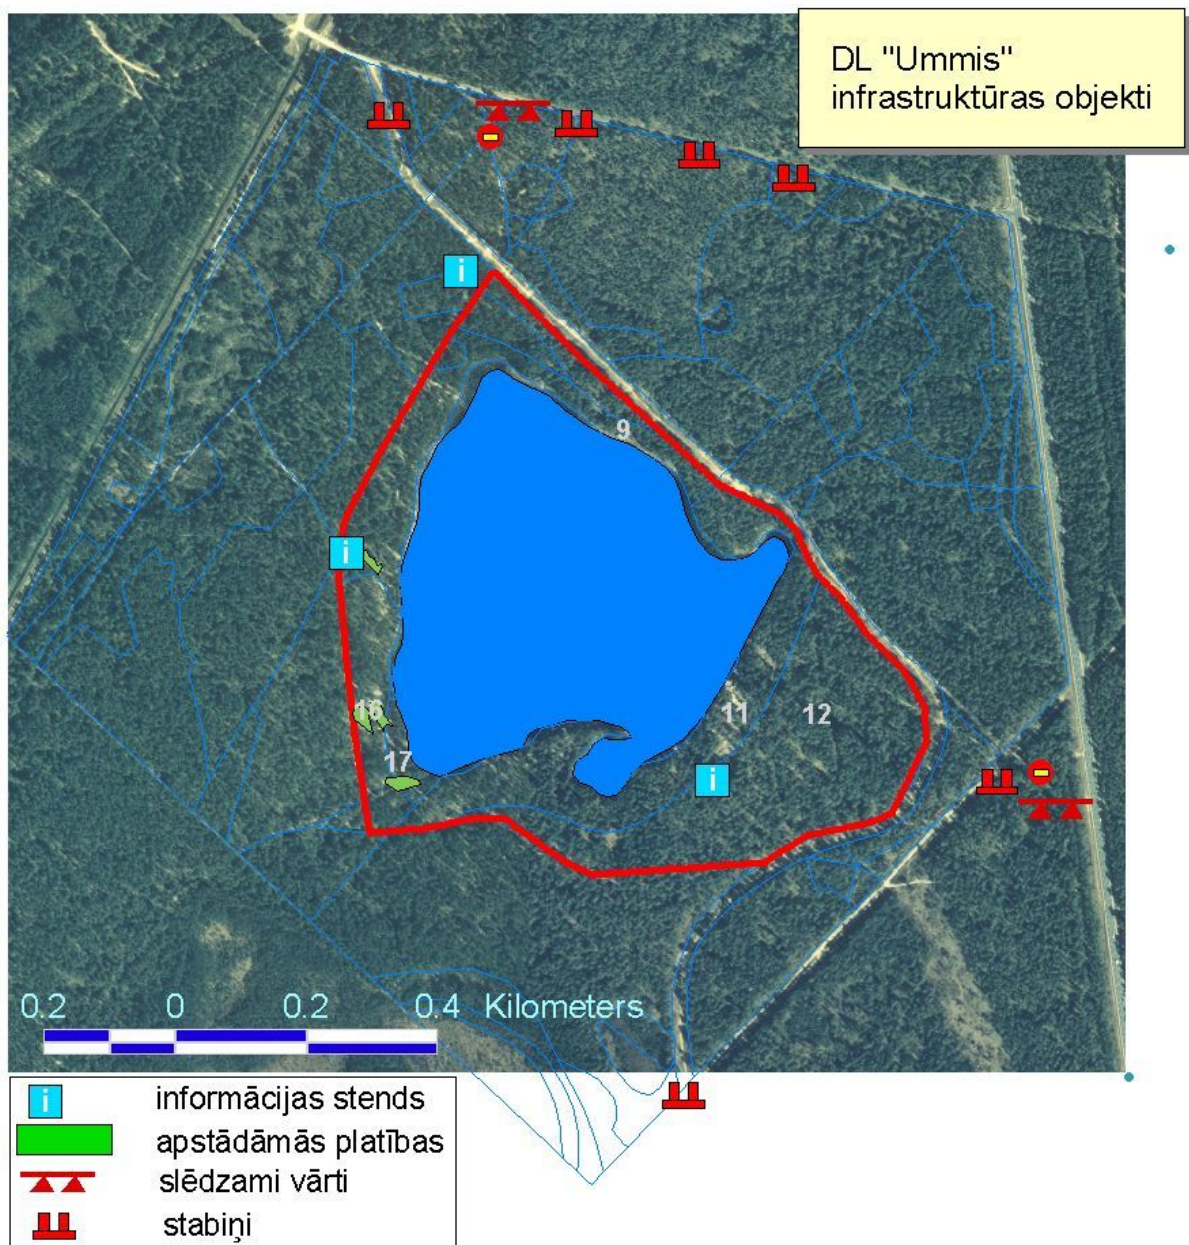 DL "Ummis"
infrastruktūras objekti
i
9
i
16
11
12
17
i
0.2 0 0.2 0.4 Kilometers
i informācijas stends
apstādāmās platības
slēdzami vārti
stabiņi